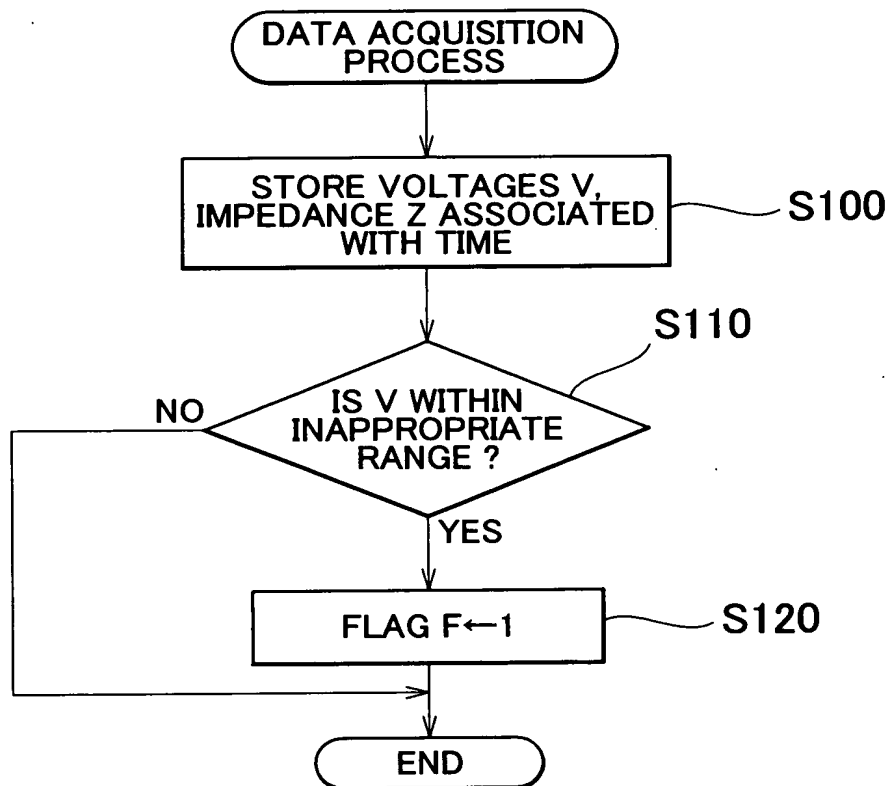 DATA ACQUISITION
PROCESS
STORE VOLTAGES V,
IMPEDANCE Z ASSOCIATED
WITH TIME
S100
S110
IS V WITHIN
INAPPROPRIATE
RANGE ?
NO
YES
FLAG F←1
S120
END